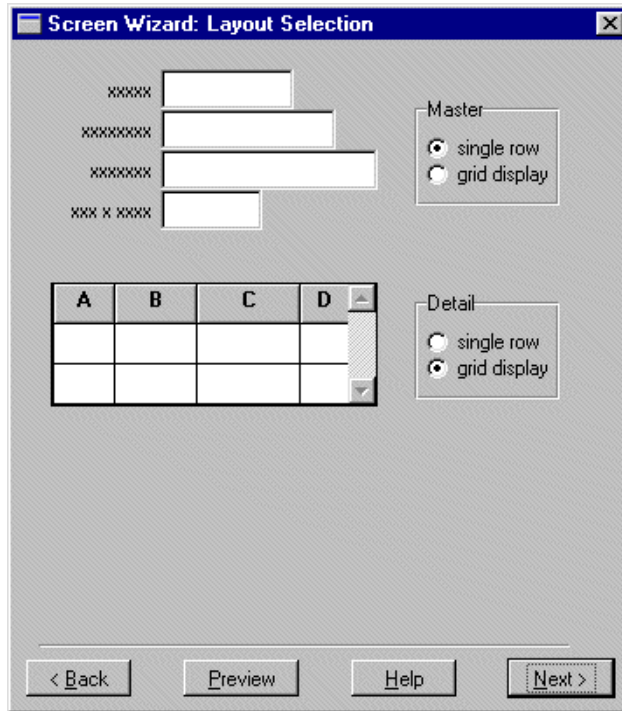 Screen Wizard: Layout Selection
xxxxx
xxxxxxxx
xxxxxxx
xxx x xxxx
Master
single row
grid display
A B C D
Detail
single row
grid display
< Back Preview Help Next >